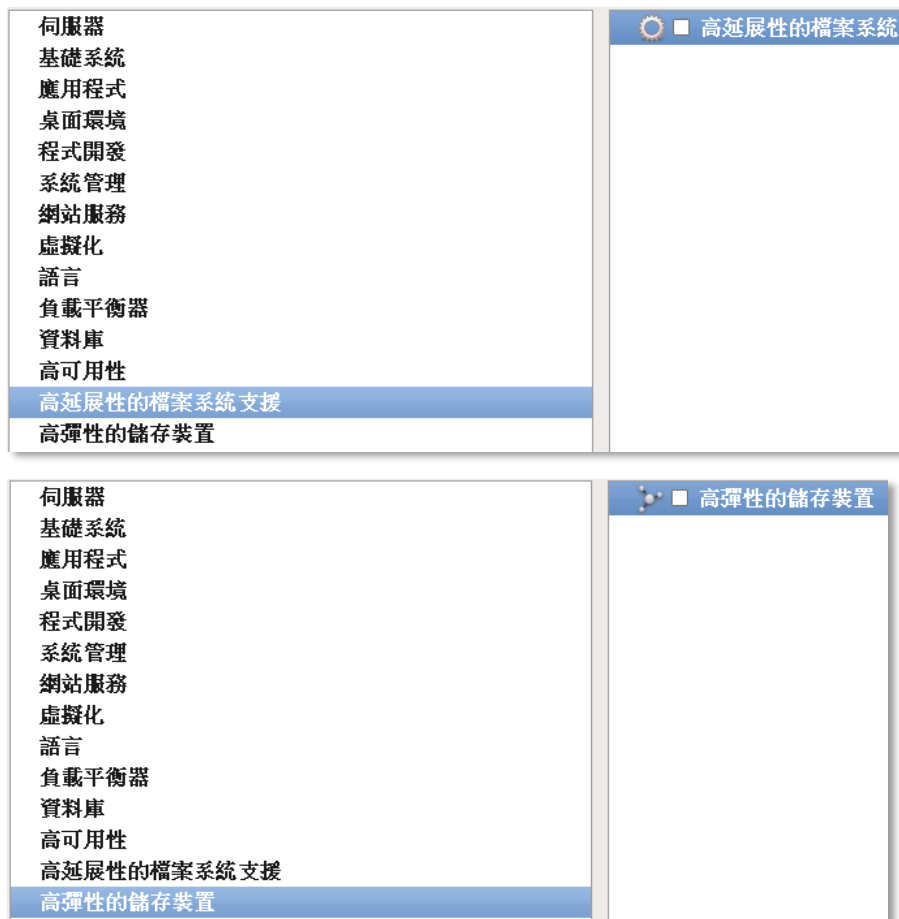 伺服器
基礎系統
應用程式
桌面環境
程式開發
系統管理
網站服務
虛擬化
語言
負載平衡器
資料庫
高可用性
高延展性的檔案系統支援
高彈性的儲存裝置
高延展性的檔案系統
伺服器
基礎系統
應用程式
桌面環境
程式開發
系統管理
網站服務
虛擬化
語言
負載平衡器
資料庫
高可用性
高延展性的檔案系統支援
高彈性的儲存裝置
高彈性的儲存裝置